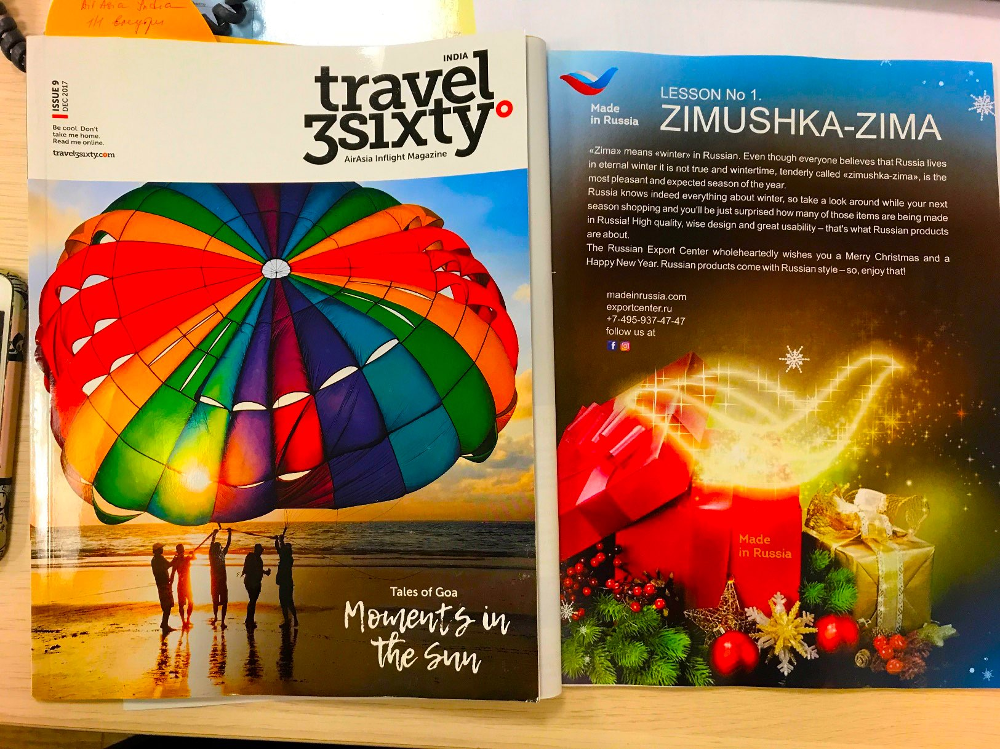 Air Asia India
INDIA
travel
3sixty°
AirAsia Inflight Magazine
ISSUE 9
DEC 2017
Be cool. Don't
take me home.
Read me online.
travel3sixty.com
Tales of Goa
Moments in
the Sun
Made
in Russia
LESSON No 1.
ZIMUSHKA-ZIMA
«Zima» means «winter» in Russian. Even though everyone believes that Russia lives
in eternal winter it is not true and wintertime, tenderly called «zimushka-zima», is the
most pleasant and expected season of the year.
Russia knows indeed everything about winter, so take a look around while your next
season shopping and you'll be just surprised how many of those items are being made
in Russia! High quality, wise design and great usability – that's what Russian products
are about.
The Russian Export Center wholeheartedly wishes you a Merry Christmas and a
Happy New Year. Russian products come with Russian style – so, enjoy that!
madeinrussia.com
exportcenter.ru
+7-495-937-47-47
follow us at
Made
in Russia